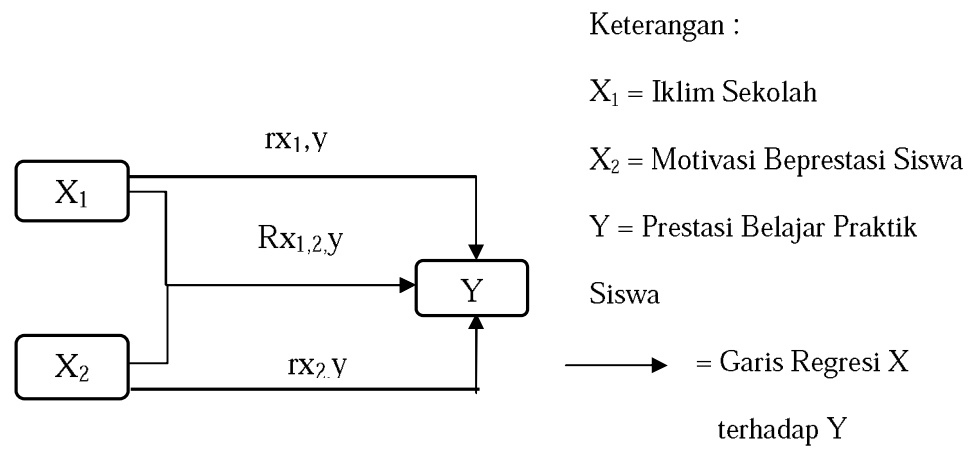 rx₁,y
X₁
Rx₁,₂,y
Y
X₂
rx₂,y
Keterangan :
X₁ = Iklim Sekolah
X₂ = Motivasi Beprestasi Siswa
Y = Prestasi Belajar Praktik
Siswa
= Garis Regresi X
terhadap Y